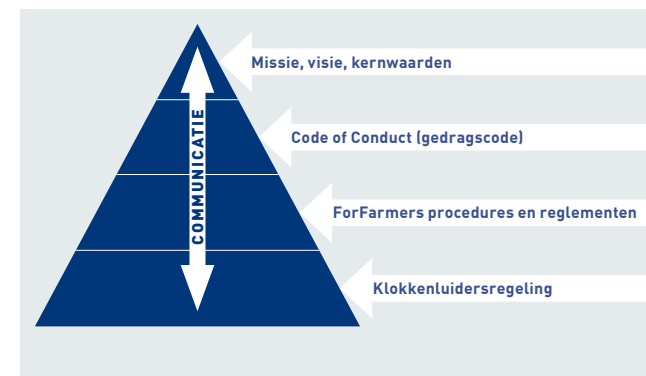 Missie, visie, kernwaarden
Code of Conduct (gedragscode)
COMMUNICATIE
ForFarmers procedures en reglementen
Klokkenluidersregeling